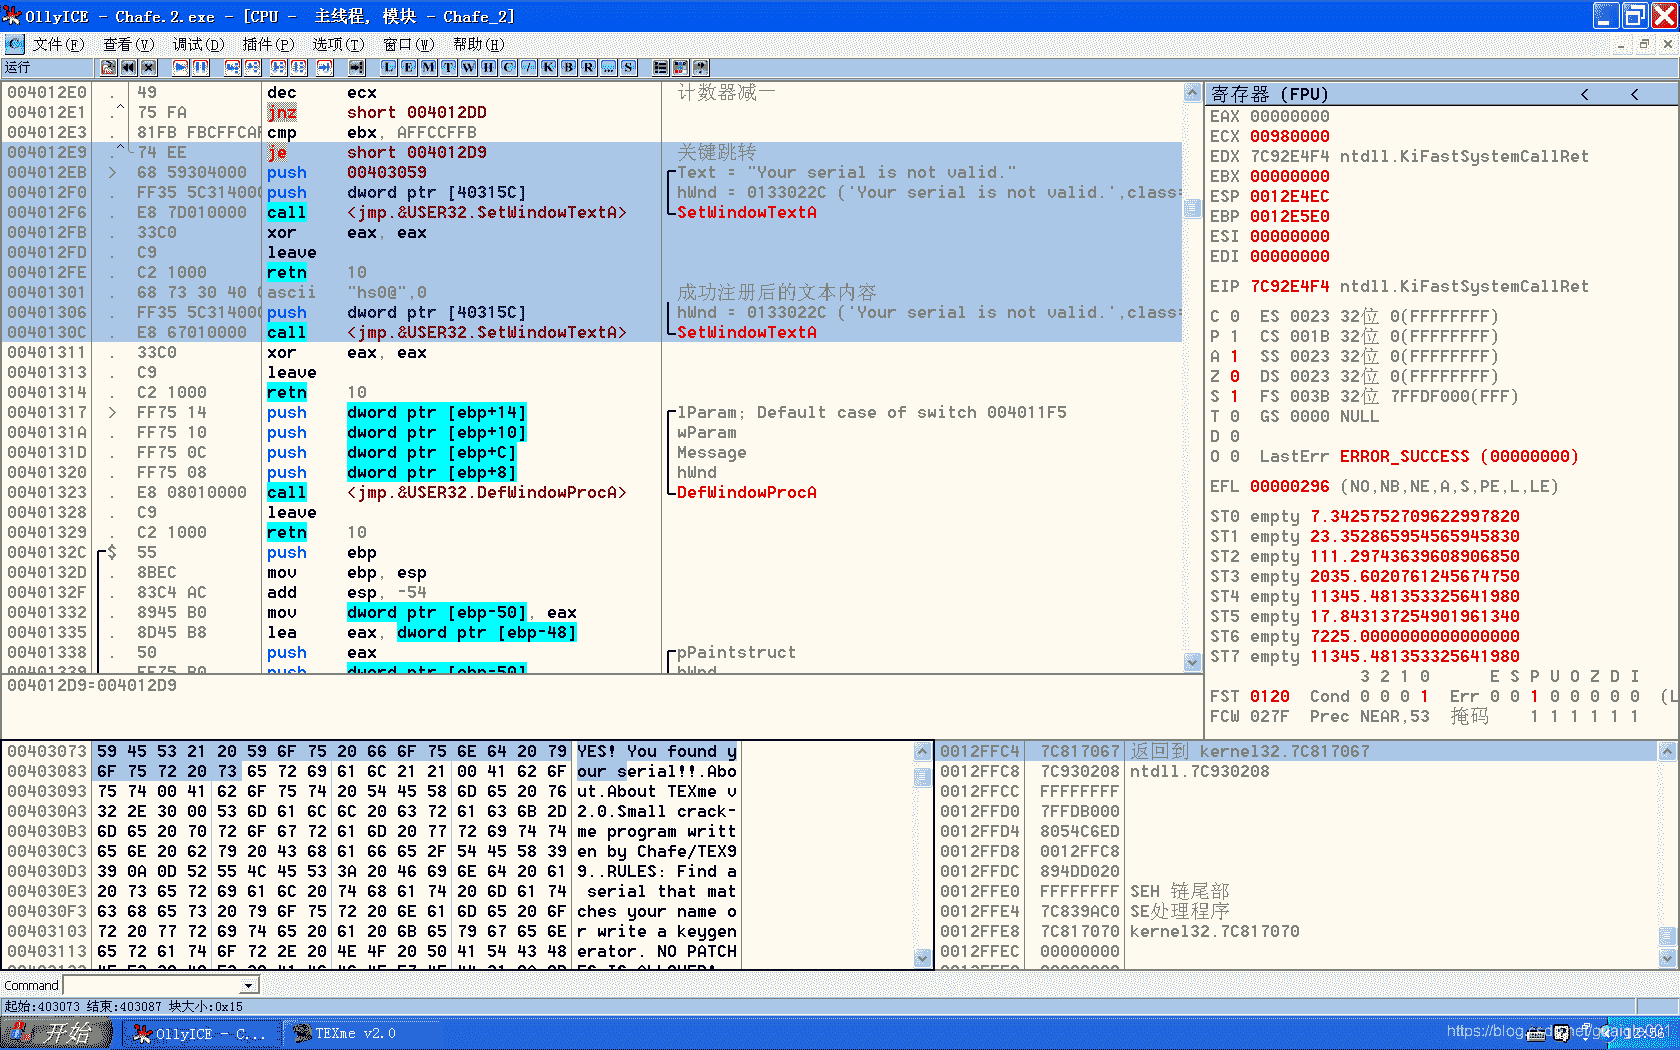 OllyICE - Chafe.2.exe - [CPU - 主线程, 模块 - Chafe_2]
文件(F) 查看(V) 调试(D) 插件(P) 选项(T) 窗口(W) 帮助(H)
运行 L E M T W H C / K B R ... S ?
004012E0 . 49 dec ecx 计数器减一
004012E1 .^ 75 FA jnz short 004012DD
004012E3 . 81FB FBCFFCAF cmp ebx, AFFCCFFB
004012E9 .^ 74 EE je short 004012D9 关键跳转
004012EB > 68 59304000 push 00403059 Text = "Your serial is not valid."
004012F0 . FF35 5C314000 push dword ptr [40315C] hWnd = 0133022C ('Your serial is not valid.',class=
004012F6 . E8 7D010000 call <jmp.&USER32.SetWindowTextA> SetWindowTextA
004012FB . 33C0 xor eax, eax
004012FD . C9 leave
004012FE . C2 1000 retn 10
00401301 . 68 73 30 40 0 ascii "hs0@",0 成功注册后的文本内容
00401306 . FF35 5C314000 push dword ptr [40315C] hWnd = 0133022C ('Your serial is not valid.',class=
0040130C . E8 67010000 call <jmp.&USER32.SetWindowTextA> SetWindowTextA
00401311 . 33C0 xor eax, eax
00401313 . C9 leave
00401314 . C2 1000 retn 10
00401317 > FF75 14 push dword ptr [ebp+14] lParam; Default case of switch 004011F5
0040131A . FF75 10 push dword ptr [ebp+10] wParam
0040131D . FF75 0C push dword ptr [ebp+C] Message
00401320 . FF75 08 push dword ptr [ebp+8] hWnd
00401323 . E8 08010000 call <jmp.&USER32.DefWindowProcA> DefWindowProcA
00401328 . C9 leave
00401329 . C2 1000 retn 10
0040132C $ 55 push ebp
0040132D . 8BEC mov ebp, esp
0040132F . 83C4 AC add esp, -54
00401332 . 8945 B0 mov dword ptr [ebp-50], eax
00401335 . 8D45 B8 lea eax, dword ptr [ebp-48]
00401338 . 50 push eax pPaintstruct
00401339 . FF75 B0 push dword ptr [ebp-50] hWnd
004012D9=004012D9
寄存器 (FPU) < <
EAX 00000000
ECX 00980000
EDX 7C92E4F4 ntdll.KiFastSystemCallRet
EBX 00000000
ESP 0012E4EC
EBP 0012E5E0
ESI 00000000
EDI 00000000
EIP 7C92E4F4 ntdll.KiFastSystemCallRet
C 0 ES 0023 32位 0(FFFFFFFF)
P 1 CS 001B 32位 0(FFFFFFFF)
A 1 SS 0023 32位 0(FFFFFFFF)
Z 0 DS 0023 32位 0(FFFFFFFF)
S 1 FS 003B 32位 7FFDF000(FFF)
T 0 GS 0000 NULL
D 0
O 0 LastErr ERROR_SUCCESS (00000000)
EFL 00000296 (NO,NB,NE,A,S,PE,L,LE)
ST0 empty 7.3425752709622997820
ST1 empty 23.352865954565945830
ST2 empty 111.29743639608906850
ST3 empty 2035.6020761245674750
ST4 empty 11345.481353325641980
ST5 empty 17.843137254901961340
ST6 empty 7225.0000000000000000
ST7 empty 11345.481353325641980
3 2 1 0 E S P U O Z D I
FST 0120 Cond 0 0 0 1 Err 0 0 1 0 0 0 0 0 (L
FCW 027F Prec NEAR,53 掩码 1 1 1 1 1 1
00403073 59 45 53 21 20 59 6F 75 20 66 6F 75 6E 64 20 79 YES! You found y
00403083 6F 75 72 20 73 65 72 69 61 6C 21 21 00 41 62 6F our serial!!.Abo
00403093 75 74 00 41 62 6F 75 74 20 54 45 58 6D 65 20 76 ut.About TEXme v
004030A3 32 2E 30 00 53 6D 61 6C 6C 20 63 72 61 63 6B 2D 2.0.Small crack-
004030B3 6D 65 20 70 72 6F 67 72 61 6D 20 77 72 69 74 74 me program writt
004030C3 65 6E 20 62 79 20 43 68 61 66 65 2F 54 45 58 39 en by Chafe/TEX9
004030D3 39 0A 0D 52 55 4C 45 53 3A 20 46 69 6E 64 20 61 9..RULES: Find a
004030E3 20 73 65 72 69 61 6C 20 74 68 61 74 20 6D 61 74 serial that mat
004030F3 63 68 65 73 20 79 6F 75 72 20 6E 61 6D 65 20 6F ches your name o
00403103 72 20 77 72 69 74 65 20 61 20 6B 65 79 67 65 6E r write a keygen
00403113 65 72 61 74 6F 72 2E 20 4E 4F 20 50 41 54 43 48 erator. NO PATCH
0012FFC4 7C817067 返回到 kernel32.7C817067
0012FFC8 7C930208 ntdll.7C930208
0012FFCC FFFFFFFF
0012FFD0 7FFDB000
0012FFD4 8054C6ED
0012FFD8 0012FFC8
0012FFDC 894DD020
0012FFE0 FFFFFFFF SEH 链尾部
0012FFE4 7C839AC0 SE处理程序
0012FFE8 7C817070 kernel32.7C817070
0012FFEC 00000000
Command
起始:403073 结束:403087 块大小:0x15
开始 OllyICE - C... TEXme v2.0 12:56